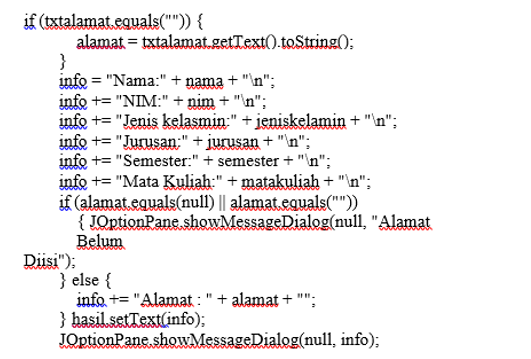 if (txtalamat.equals("")) {
alamat = txtalamat.getText().toString();
}
info = "Nama:" + nama + "\n";
info += "NIM:" + nim + "\n";
info += "Jenis kelasmin:" + jeniskelamin + "\n";
info += "Jurusan:" + jurusan + "\n";
info += "Semester:" + semester + "\n";
info += "Mata Kuliah:" + matakuliah + "\n";
if (alamat.equals(null) || alamat.equals(""))
{ JOptionPane.showMessageDialog(null, "Alamat
Belum
Diisi");
} else {
info += "Alamat : " + alamat + "";
} hasil.setText(info);
JOptionPane.showMessageDialog(null, info);